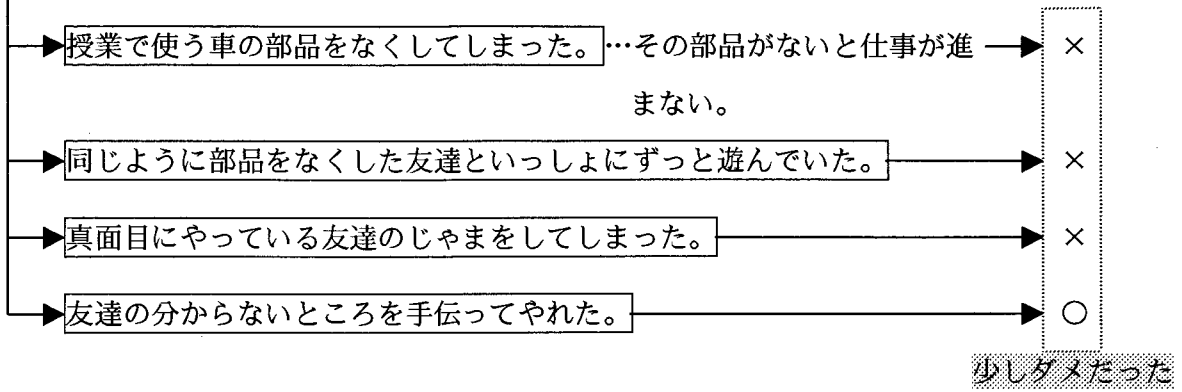 授業で使う車の部品をなくしてしまった。…その部品がないと仕事が進 ×
まない。
同じように部品をなくした友達といっしょにずっと遊んでいた。 ×
真面目にやっている友達のじゃまをしてしまった。 ×
友達の分からないところを手伝ってやれた。 ○
少しダメだった